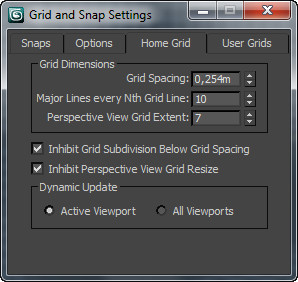 Grid and Snap Settings
Snaps Options Home Grid User Grids
Grid Dimensions
Grid Spacing: 0,254m
Major Lines every Nth Grid Line: 10
Perspective View Grid Extent: 7
Inhibit Grid Subdivision Below Grid Spacing
Inhibit Perspective View Grid Resize
Dynamic Update
Active Viewport All Viewports